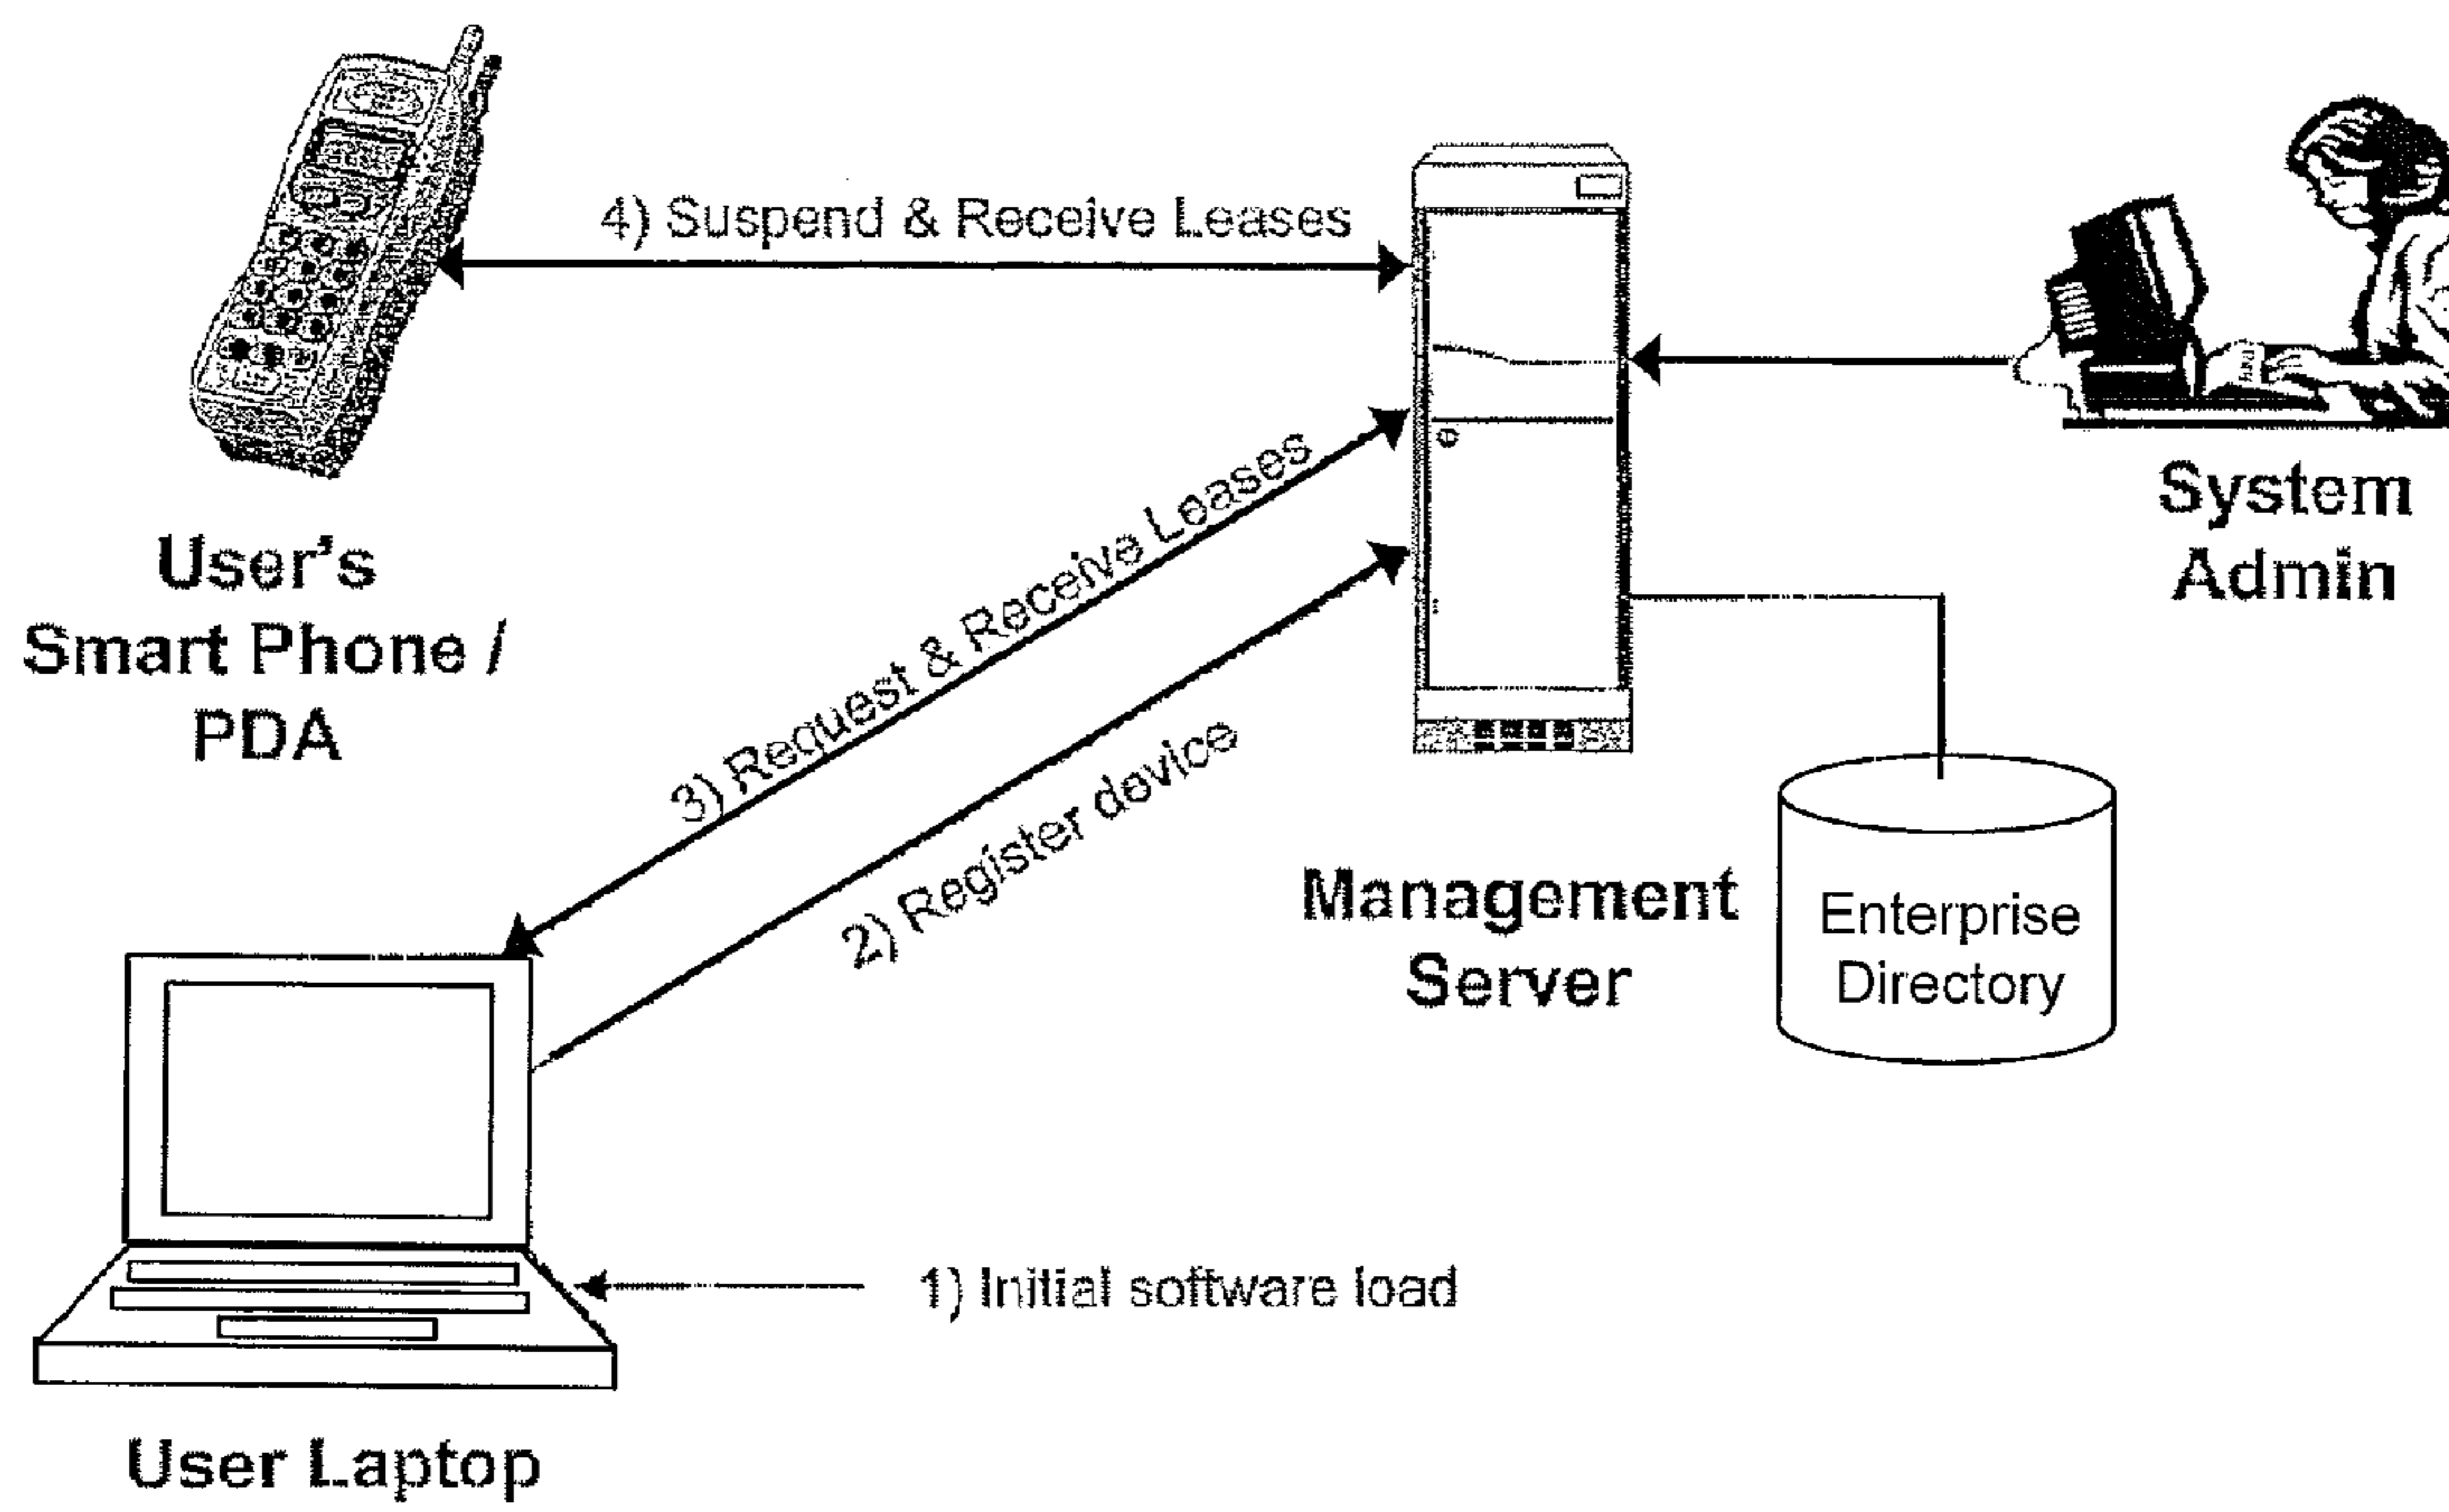 4) Suspend & Receive Leases
User's
Smart Phone /
PDA
System
Admin
3) Request & Receive Leases
2) Register device
Management
Server
Enterprise
Directory
1) Initial software load
User Laptop